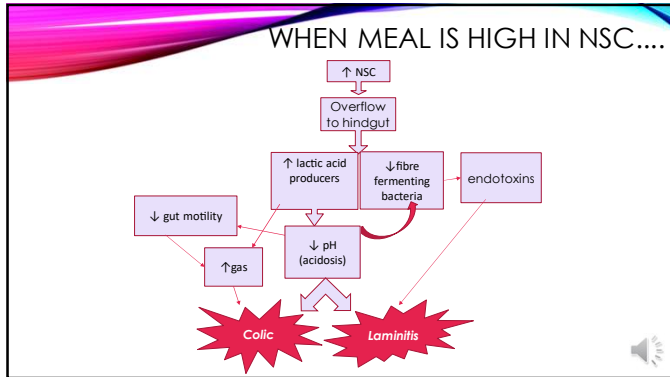 WHEN MEAL IS HIGH IN NSC....
↑ NSC
Overflow
to hindgut
↑ lactic acid
producers
↓fibre
fermenting
bacteria
endotoxins
↓ gut motility
↑gas
↓ pH
(acidosis)
Colic
Laminitis